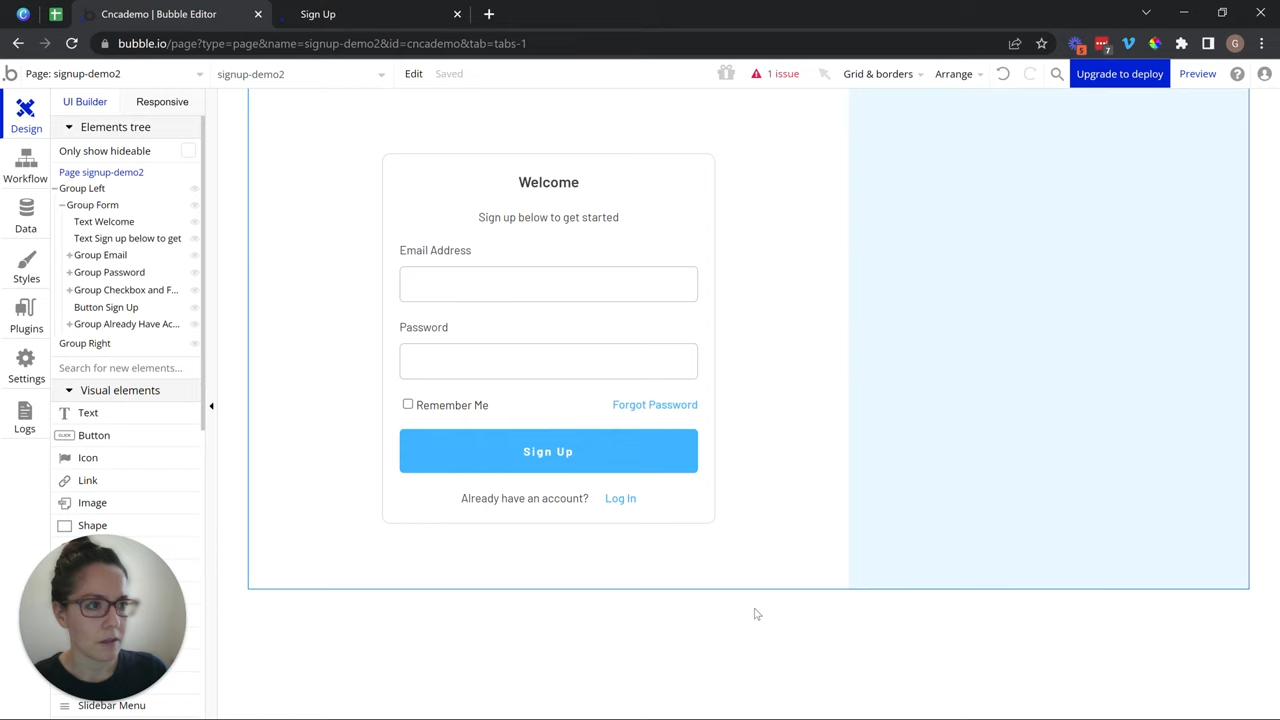 Cncademo | Bubble Editor
Sign Up
bubble.io/page?type=page&name=signup-demo2&id=cncademo&tab=tabs-1
5
7
G
Page: signup-demo2
signup-demo2
Edit
Saved
1 issue
Grid & borders
Arrange
Upgrade to deploy
Preview
UI Builder
Responsive
Design
Workflow
Data
Styles
Plugins
Settings
Logs
Elements tree
Only show hideable
Page signup-demo2
Group Left
Group Form
Text Welcome
Text Sign up below to get
Group Email
Group Password
Group Checkbox and F...
Button Sign Up
Group Already Have Ac...
Group Right
Search for new elements...
Visual elements
Text
CLICK
Button
Icon
Link
Image
Shape
Slidebar Menu
Welcome
Sign up below to get started
Email Address
Password
Remember Me
Forgot Password
Sign Up
Already have an account? Log In